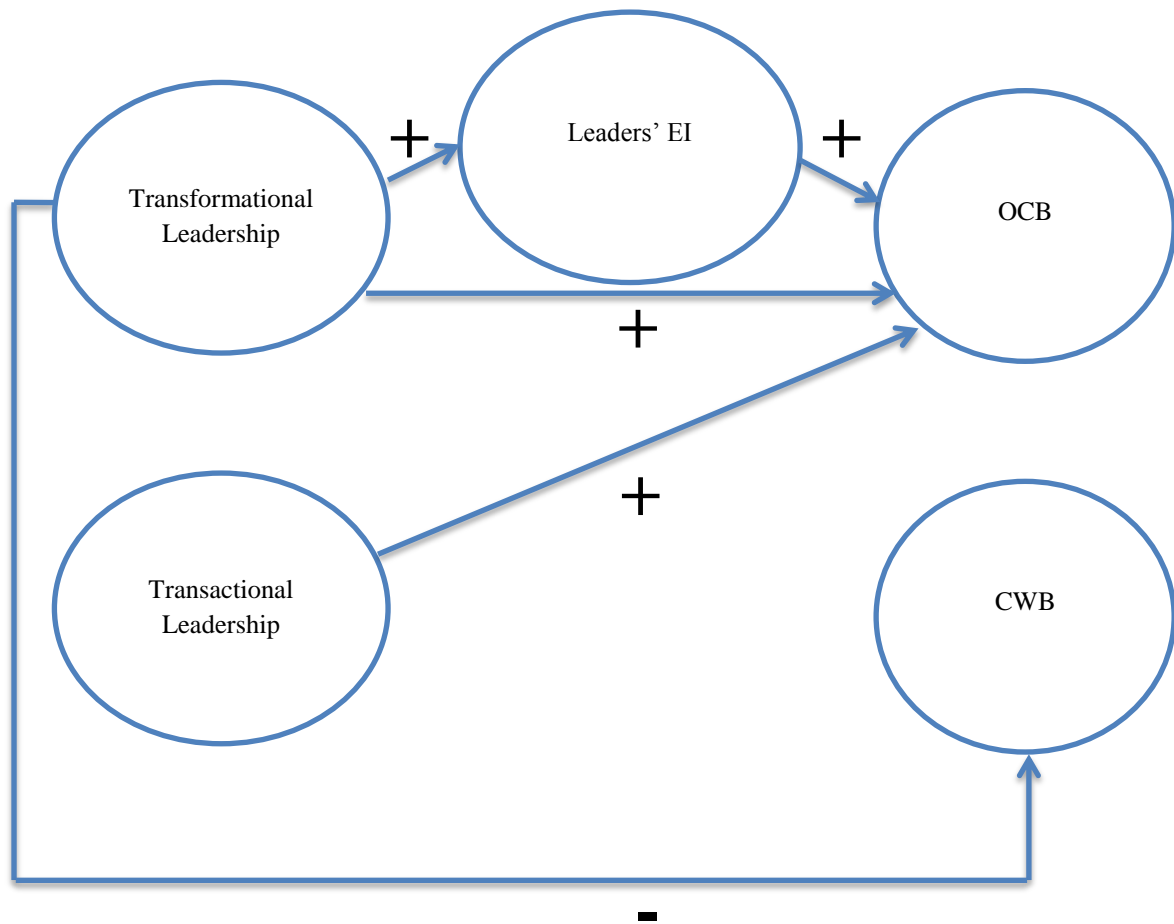 Leaders’ EI
+
+
Transformational
Leadership
OCB
+
+
Transactional
Leadership
CWB
-